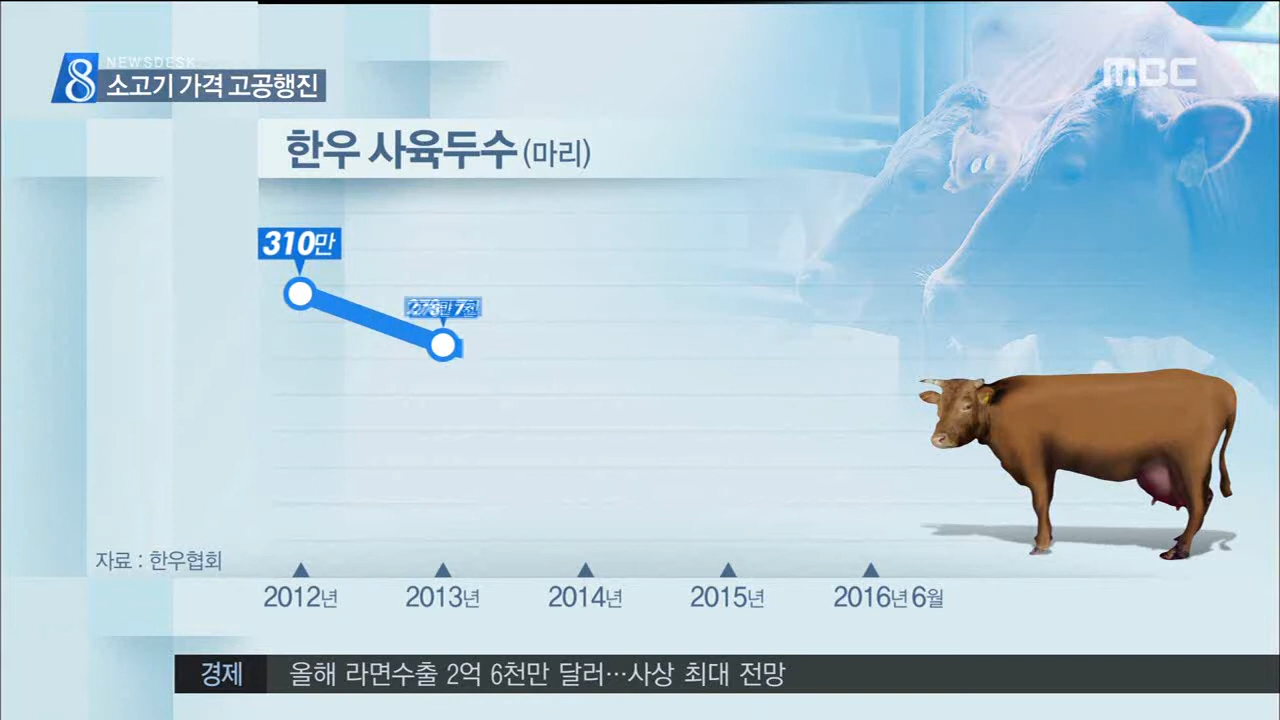 NEWSDESK
8 소고기 가격 고공행진
MBC
한우 사육두수 (마리)
310만
자료 : 한우협회
2012년 2013년 2014년 2015년 2016년 6월
경제 올해 라면수출 2억 6천만 달러…사상 최대 전망